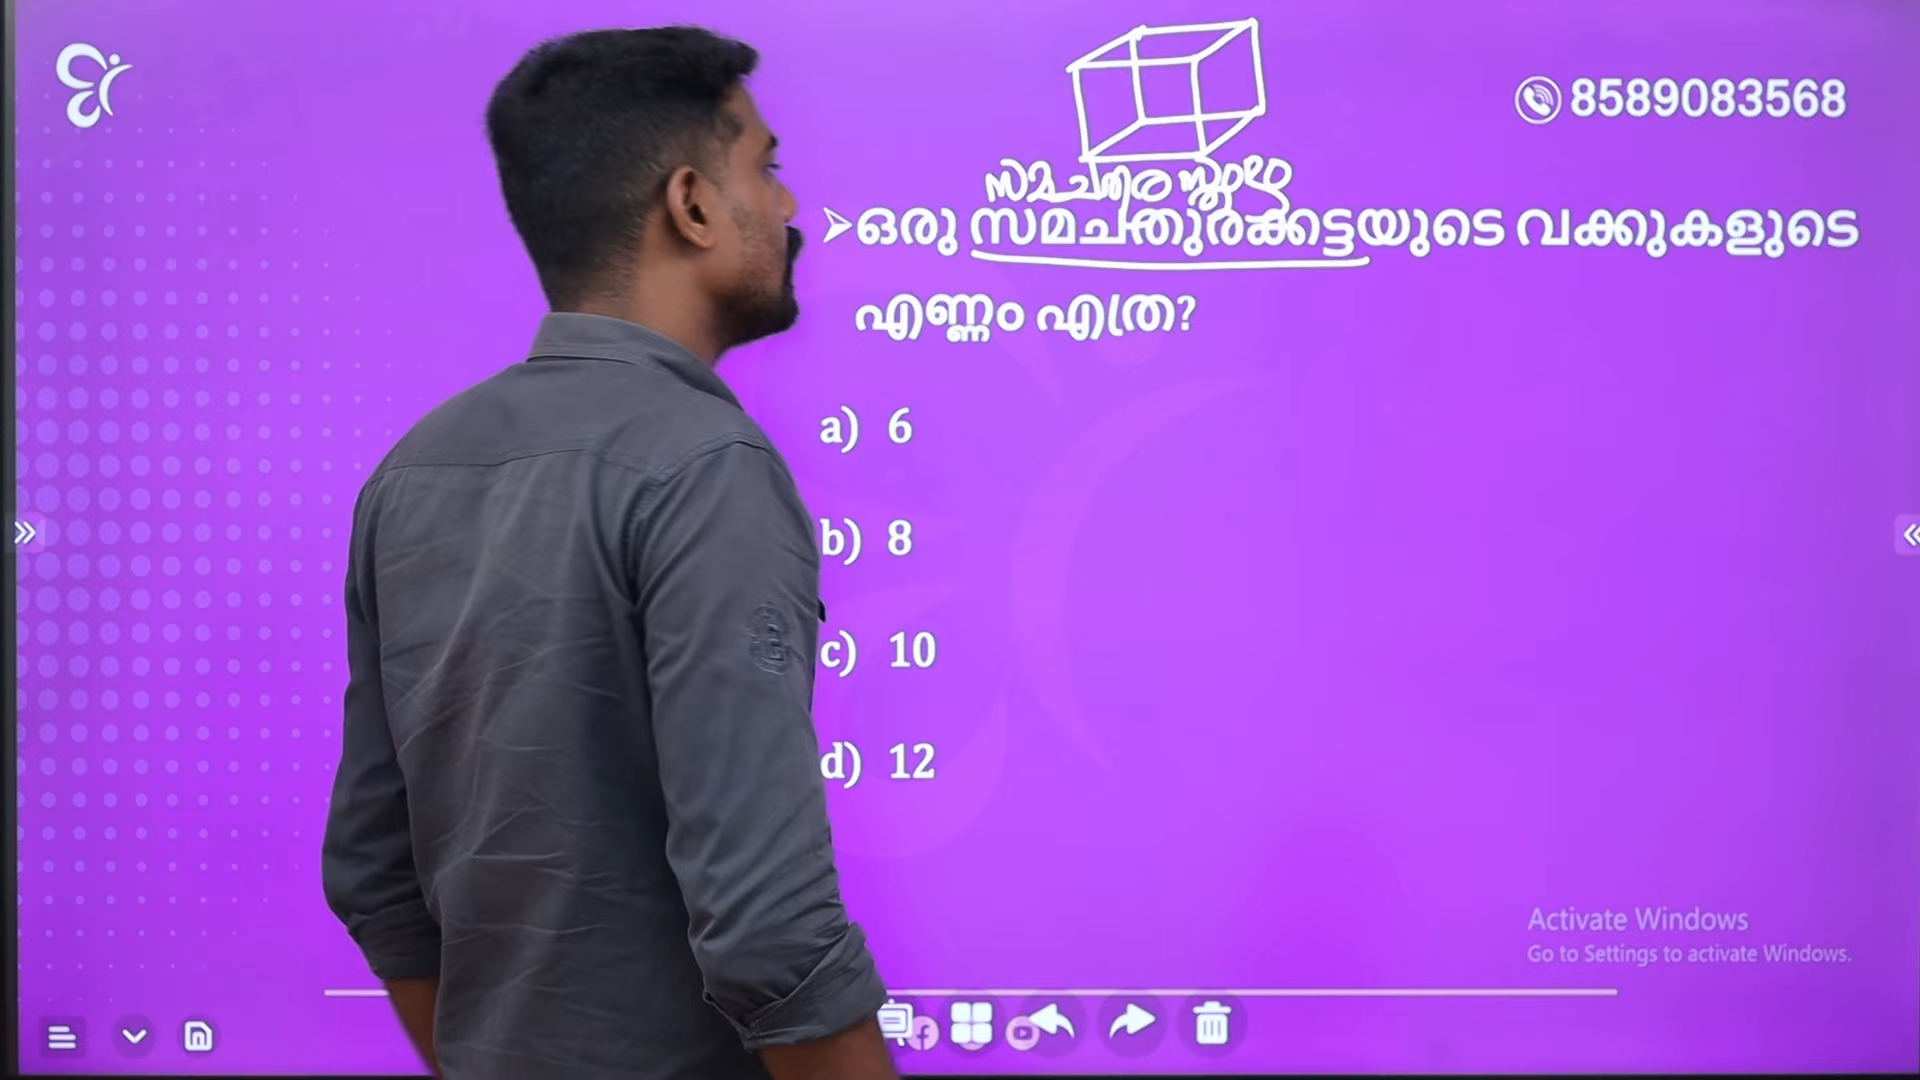 8589083568
സമചതുര സ്തംഭ
➢ഒരു സമചതുരക്കട്ടയുടെ വക്കുകളുടെ
എണ്ണം എത്ര?
a) 6
b) 8
c) 10
d) 12
Activate Windows
Go to Settings to activate Windows.